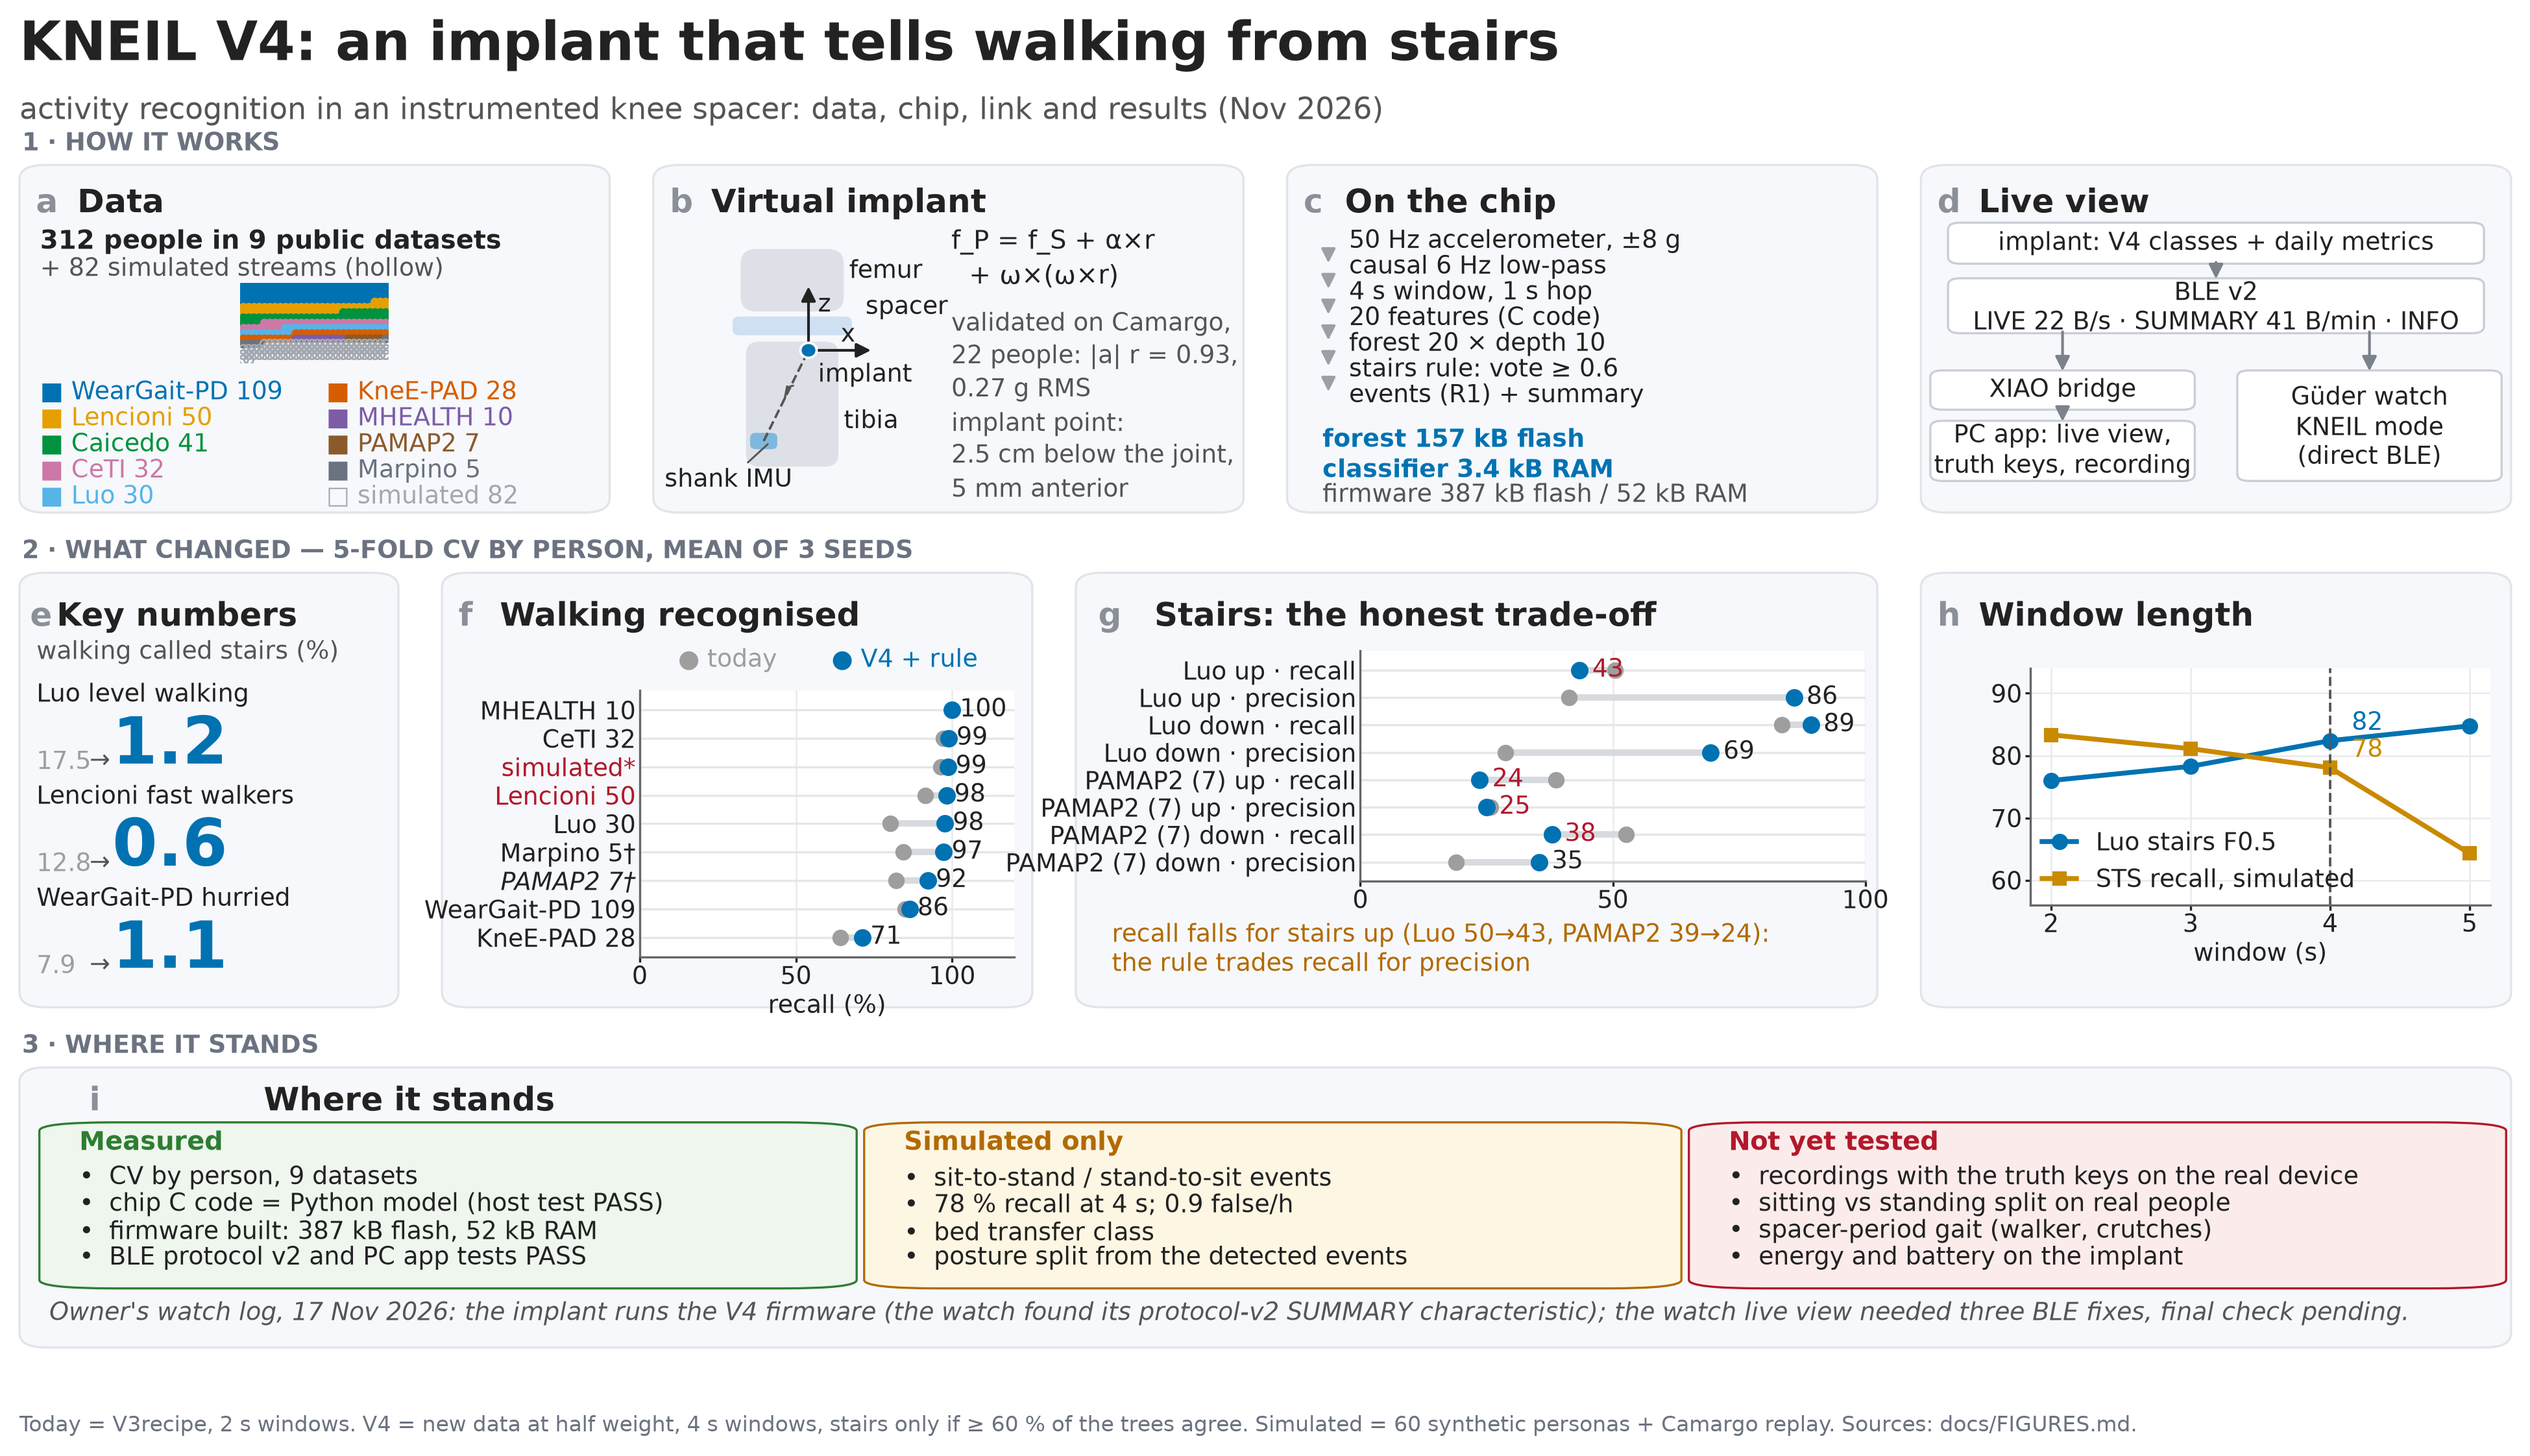 KNEIL V4: an implant that tells walking from stairs
activity recognition in an instrumented knee spacer: data, chip, link and results (Nov 2026)
1 · HOW IT WORKS
a Data
312 people in 9 public datasets
+ 82 simulated streams (hollow)
WearGait-PD 109
Lencioni 50
Caicedo 41
CeTI 32
Luo 30
KneE-PAD 28
MHEALTH 10
PAMAP2 7
Marpino 5
simulated 82
b Virtual implant
femur
z
spacer
x
implant
r
tibia
shank IMU
f_P = f_S + α×r
+ ω×(ω×r)
validated on Camargo,
22 people: |a| r = 0.93,
0.27 g RMS
implant point:
2.5 cm below the joint,
5 mm anterior
c On the chip
50 Hz accelerometer, ±8 g
causal 6 Hz low-pass
4 s window, 1 s hop
20 features (C code)
forest 20 × depth 10
stairs rule: vote ≥ 0.6
events (R1) + summary
forest 157 kB flash
classifier 3.4 kB RAM
firmware 387 kB flash / 52 kB RAM
d Live view
implant: V4 classes + daily metrics
BLE v2
LIVE 22 B/s · SUMMARY 41 B/min · INFO
XIAO bridge
PC app: live view,
truth keys, recording
Güder watch
KNEIL mode
(direct BLE)
2 · WHAT CHANGED — 5-FOLD CV BY PERSON, MEAN OF 3 SEEDS
e Key numbers
walking called stairs (%)
Luo level walking
17.5→ 1.2
Lencioni fast walkers
12.8→ 0.6
WearGait-PD hurried
7.9 → 1.1
f Walking recognised
today V4 + rule
MHEALTH 10 100
CeTI 32 99
simulated* 99
Lencioni 50 98
Luo 30 98
Marpino 5† 97
PAMAP2 7† 92
WearGait-PD 109 86
KneE-PAD 28 71
0 50 100
recall (%)
g Stairs: the honest trade-off
Luo up · recall 43
Luo up · precision 86
Luo down · recall 89
Luo down · precision 69
PAMAP2 (7) up · recall 24
PAMAP2 (7) up · precision 25
PAMAP2 (7) down · recall 38
PAMAP2 (7) down · precision 35
0 50 100
recall falls for stairs up (Luo 50→43, PAMAP2 39→24):
the rule trades recall for precision
h Window length
90
80
70
60
82
78
Luo stairs F0.5
STS recall, simulated
2 3 4 5
window (s)
3 · WHERE IT STANDS
i Where it stands
Measured
• CV by person, 9 datasets
• chip C code = Python model (host test PASS)
• firmware built: 387 kB flash, 52 kB RAM
• BLE protocol v2 and PC app tests PASS
Simulated only
• sit-to-stand / stand-to-sit events
• 78 % recall at 4 s; 0.9 false/h
• bed transfer class
• posture split from the detected events
Not yet tested
• recordings with the truth keys on the real device
• sitting vs standing split on real people
• spacer-period gait (walker, crutches)
• energy and battery on the implant
Owner's watch log, 17 Nov 2026: the implant runs the V4 firmware (the watch found its protocol-v2 SUMMARY characteristic); the watch live view needed three BLE fixes, final check pending.
Today = V3recipe, 2 s windows. V4 = new data at half weight, 4 s windows, stairs only if ≥ 60 % of the trees agree. Simulated = 60 synthetic personas + Camargo replay. Sources: docs/FIGURES.md.